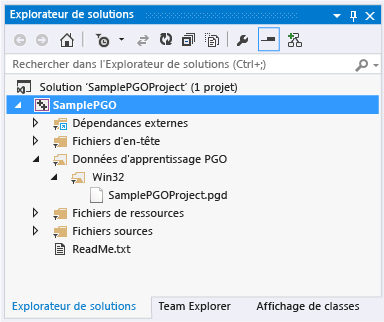 Explorateur de solutions
Rechercher dans l'Explorateur de solutions (Ctrl+;)
Solution 'SamplePGOProject' (1 projet)
SamplePGO
Dépendances externes
Fichiers d'en-tête
Données d'apprentissage PGO
Win32
SamplePGOProject.pgd
Fichiers de ressources
Fichiers sources
ReadMe.txt
Explorateur de solutions Team Explorer Affichage de classes